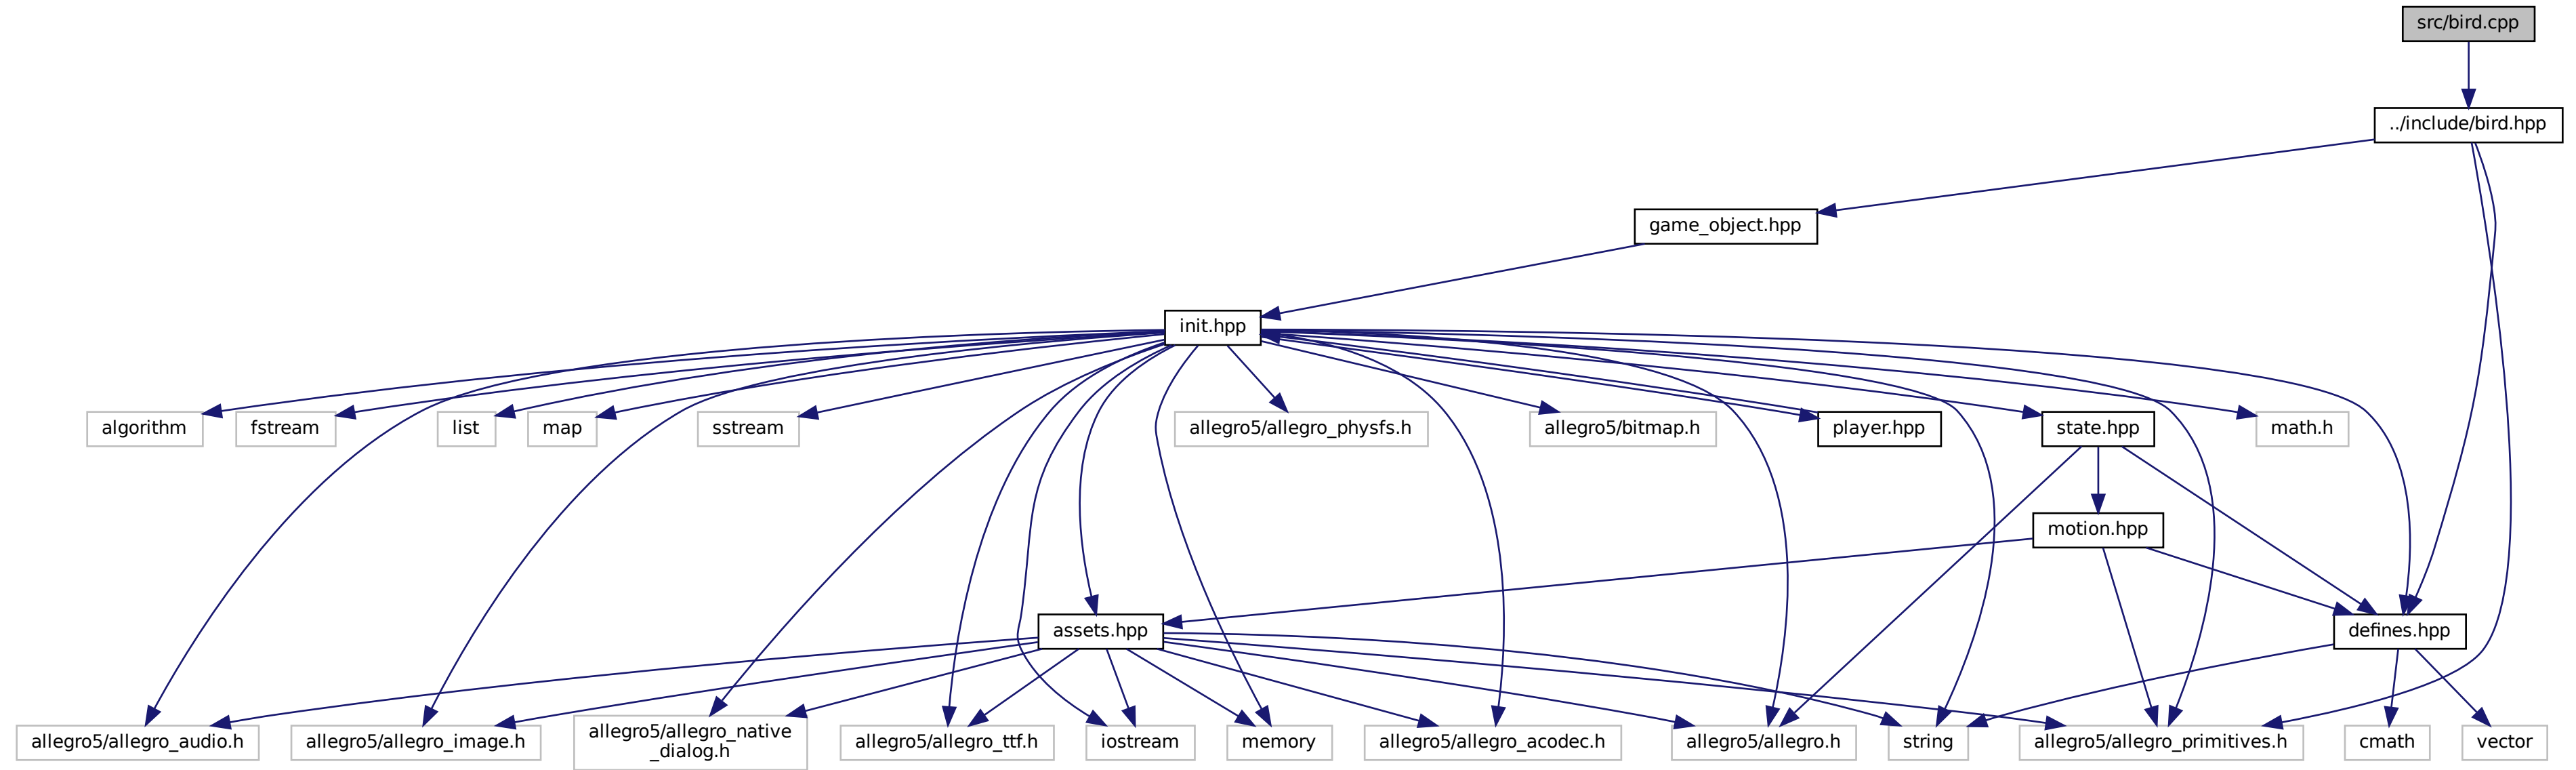 src/bird.cpp
../include/bird.hpp
game_object.hpp
init.hpp
algorithm
fstream
list
map
sstream
allegro5/allegro_physfs.h
allegro5/bitmap.h
player.hpp
state.hpp
math.h
motion.hpp
assets.hpp
defines.hpp
allegro5/allegro_audio.h
allegro5/allegro_image.h
allegro5/allegro_native
_dialog.h
allegro5/allegro_ttf.h
iostream
memory
allegro5/allegro_acodec.h
allegro5/allegro.h
string
allegro5/allegro_primitives.h
cmath
vector